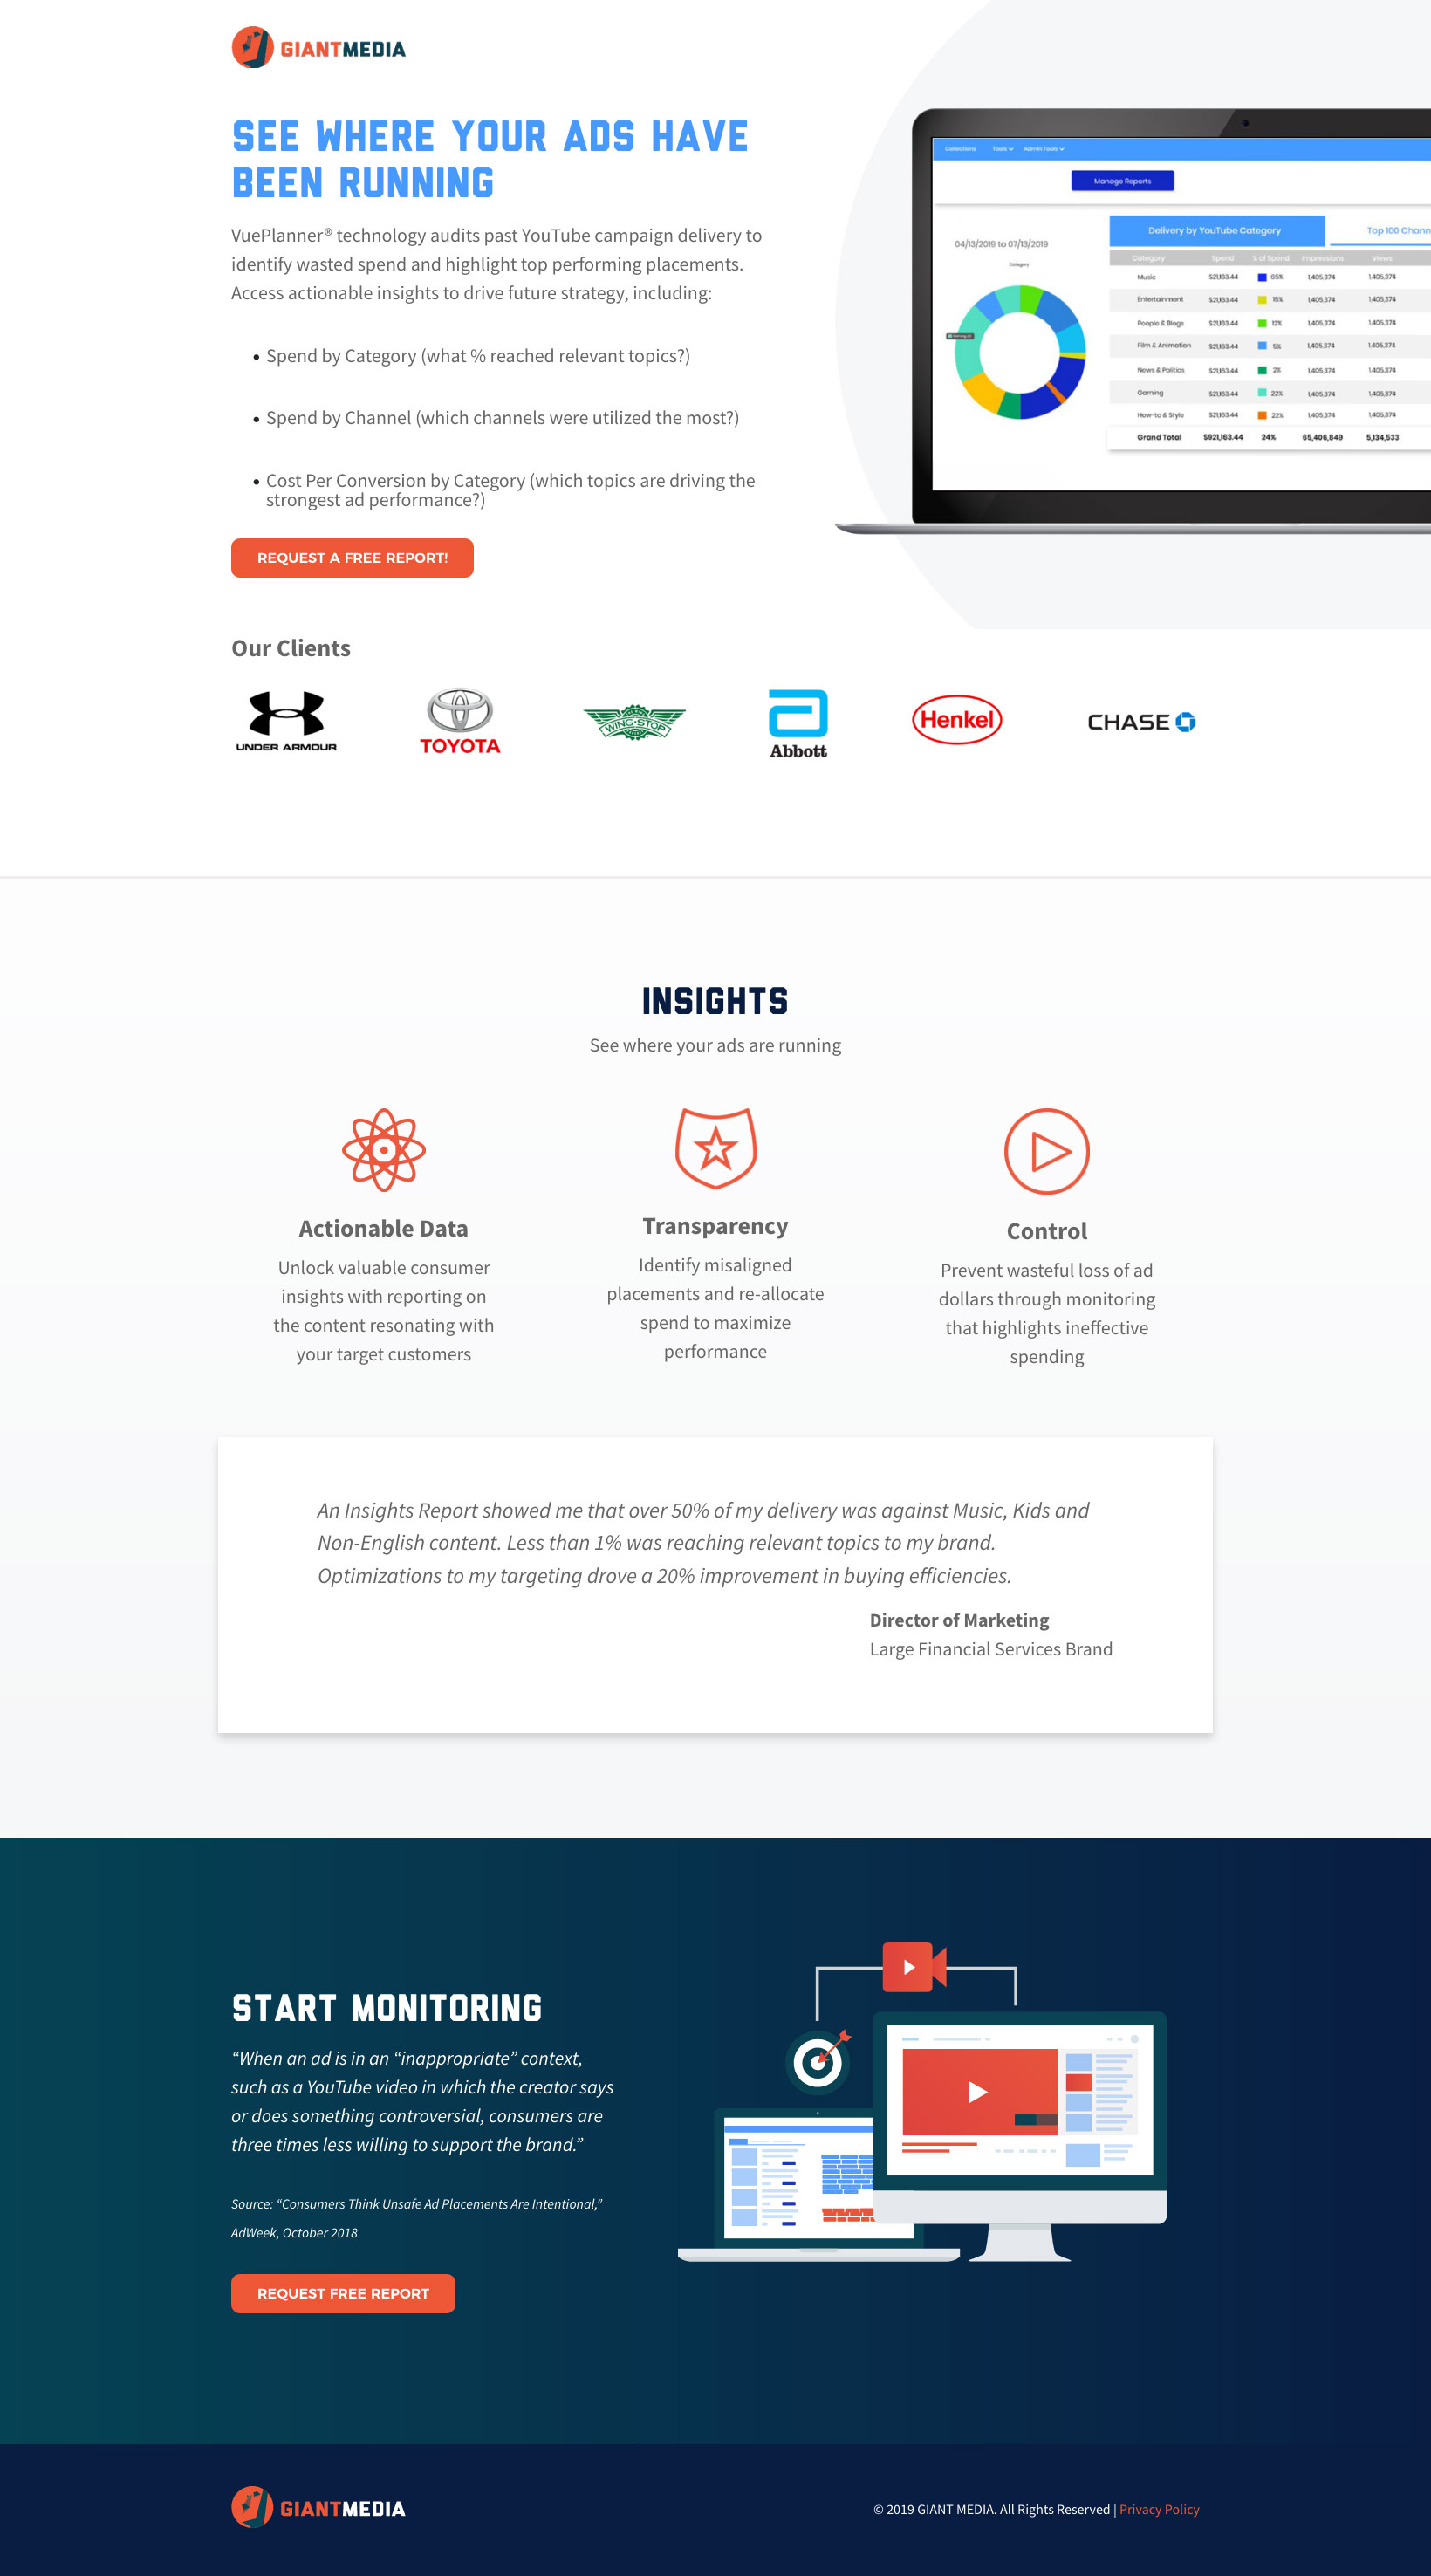 GIANTMEDIA
SEE WHERE YOUR ADS HAVE
BEEN RUNNING
VuePlanner® technology audits past YouTube campaign delivery to
identify wasted spend and highlight top performing placements.
Access actionable insights to drive future strategy, including:
• Spend by Category (what % reached relevant topics?)
• Spend by Channel (which channels were utilized the most?)
• Cost Per Conversion by Category (which topics are driving the
strongest ad performance?)
REQUEST A FREE REPORT!
Collections Tools Admin Tools
Manage Reports
04/13/2019 to 07/13/2019
Category
Delivery by YouTube Category Top 100 Chann
Category Spend % of Spend Impressions Views
Music $21,163.44 65% 1,405,374 1,405,374
Entertainment $21,163.44 15% 1,405,374 1,405,374
People & Blogs $21,163.44 12% 1,405,374 1,405,374
Film & Animation $21,163.44 5% 1,405,374 1,405,374
News & Politics $21,163.44 2% 1,405,374 1,405,374
Gaming $21,163.44 22% 1,405,374 1,405,374
How-to & Style $21,163.44 22% 1,405,374 1,405,374
Grand Total $921,163.44 24% 65,406,849 5,134,533
Our Clients
UNDER ARMOUR
TOYOTA
WING·STOP
Abbott
Henkel
CHASE
INSIGHTS
See where your ads are running
Actionable Data
Unlock valuable consumer
insights with reporting on
the content resonating with
your target customers
Transparency
Identify misaligned
placements and re-allocate
spend to maximize
performance
Control
Prevent wasteful loss of ad
dollars through monitoring
that highlights ineffective
spending
An Insights Report showed me that over 50% of my delivery was against Music, Kids and
Non-English content. Less than 1% was reaching relevant topics to my brand.
Optimizations to my targeting drove a 20% improvement in buying efficiencies.
Director of Marketing
Large Financial Services Brand
START MONITORING
“When an ad is in an “inappropriate” context,
such as a YouTube video in which the creator says
or does something controversial, consumers are
three times less willing to support the brand.”
Source: “Consumers Think Unsafe Ad Placements Are Intentional,”
AdWeek, October 2018
REQUEST FREE REPORT
GIANTMEDIA
© 2019 GIANT MEDIA. All Rights Reserved | Privacy Policy